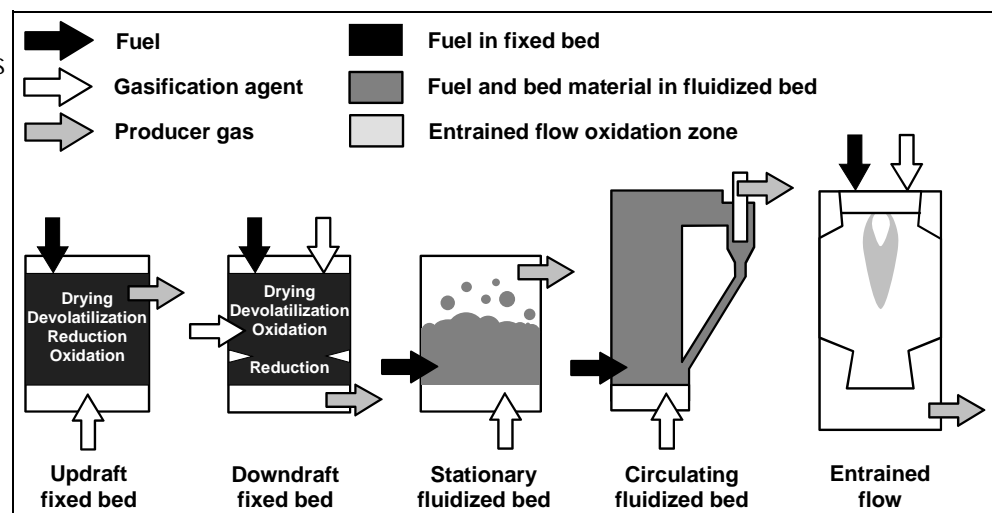 Fuel
Gasification agent
Producer gas
Fuel in fixed bed
Fuel and bed material in fluidized bed
Entrained flow oxidation zone
s
Drying
Devolatilization
Reduction
Oxidation
Drying
Devolatilization
Oxidation
Reduction
Updraft
fixed bed
Downdraft
fixed bed
Stationary
fluidized bed
Circulating
fluidized bed
Entrained
flow